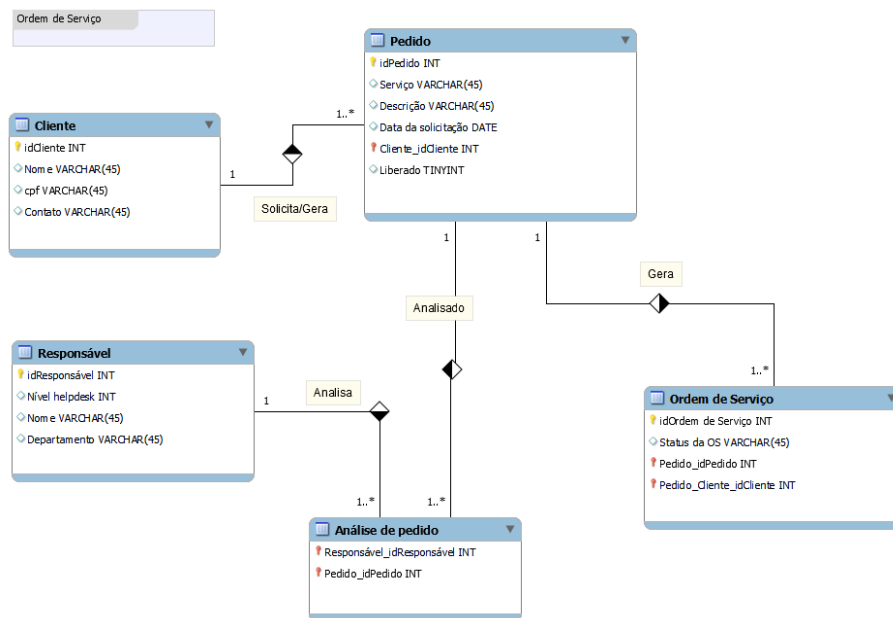 Ordem de Serviço
Pedido
idPedido INT
Serviço VARCHAR(45)
Descrição VARCHAR(45)
Data da solicitação DATE
Cliente_idCliente INT
Liberado TINYINT
Cliente
idCliente INT
Nome VARCHAR(45)
cpf VARCHAR(45)
Contato VARCHAR(45)
1..*
1
Solicita/Gera
1
1
Gera
Analisado
1..*
Responsável
idResponsável INT
Nível helpdesk INT
Nome VARCHAR(45)
Departamento VARCHAR(45)
1
Analisa
1..*
1..*
Ordem de Serviço
idOrdem de Serviço INT
Status da OS VARCHAR(45)
Pedido_idPedido INT
Pedido_Cliente_idCliente INT
Análise de pedido
Responsável_idResponsável INT
Pedido_idPedido INT